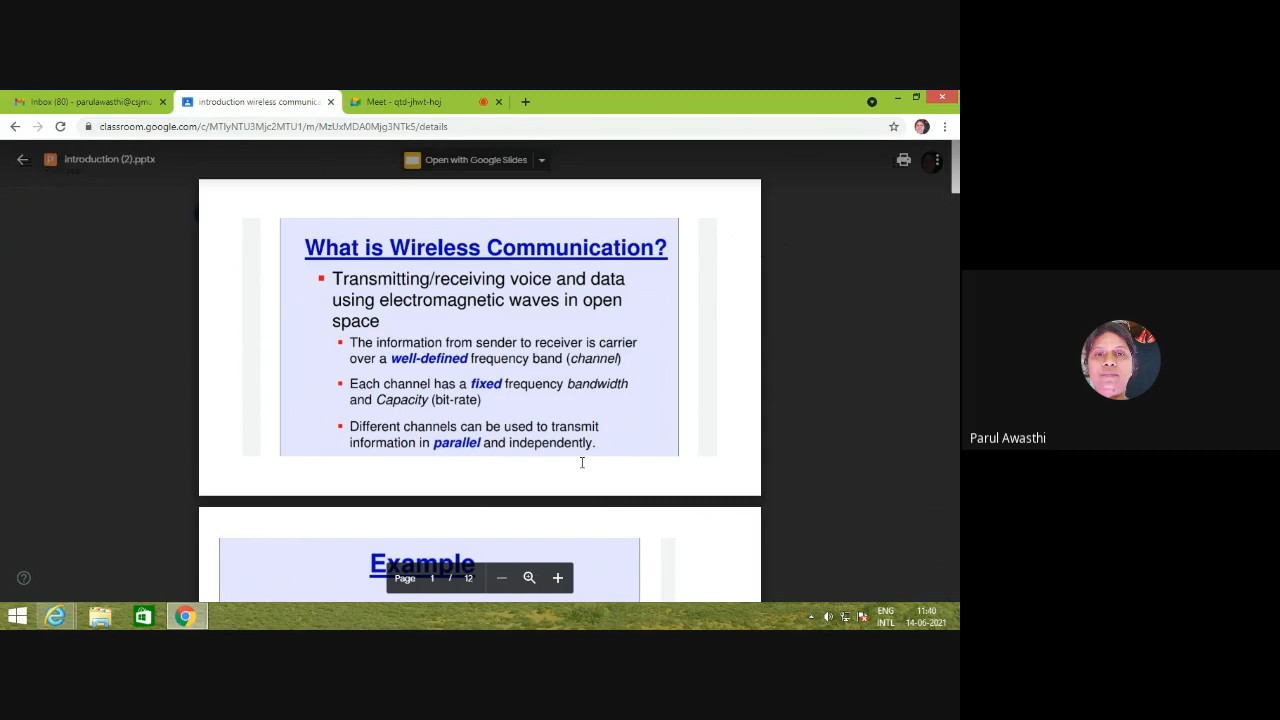 Inbox (80) - parulawasthi@csjmu
introduction wireless communica
Meet - qtd-jhwt-hoj
classroom.google.com/c/MTIyNTU3Mjc2MTU1/m/MzUxMDA0Mjg3NTk5/details
introduction (2).pptx
Open with Google Slides
What is Wireless Communication?
Transmitting/receiving voice and data
using electromagnetic waves in open
space
The information from sender to receiver is carrier
over a well-defined frequency band (channel)
Each channel has a fixed frequency bandwidth
and Capacity (bit-rate)
Different channels can be used to transmit
information in parallel and independently.
Parul Awasthi
Example
Page 1 / 12
ENG
INTL
11:40
14-06-2021